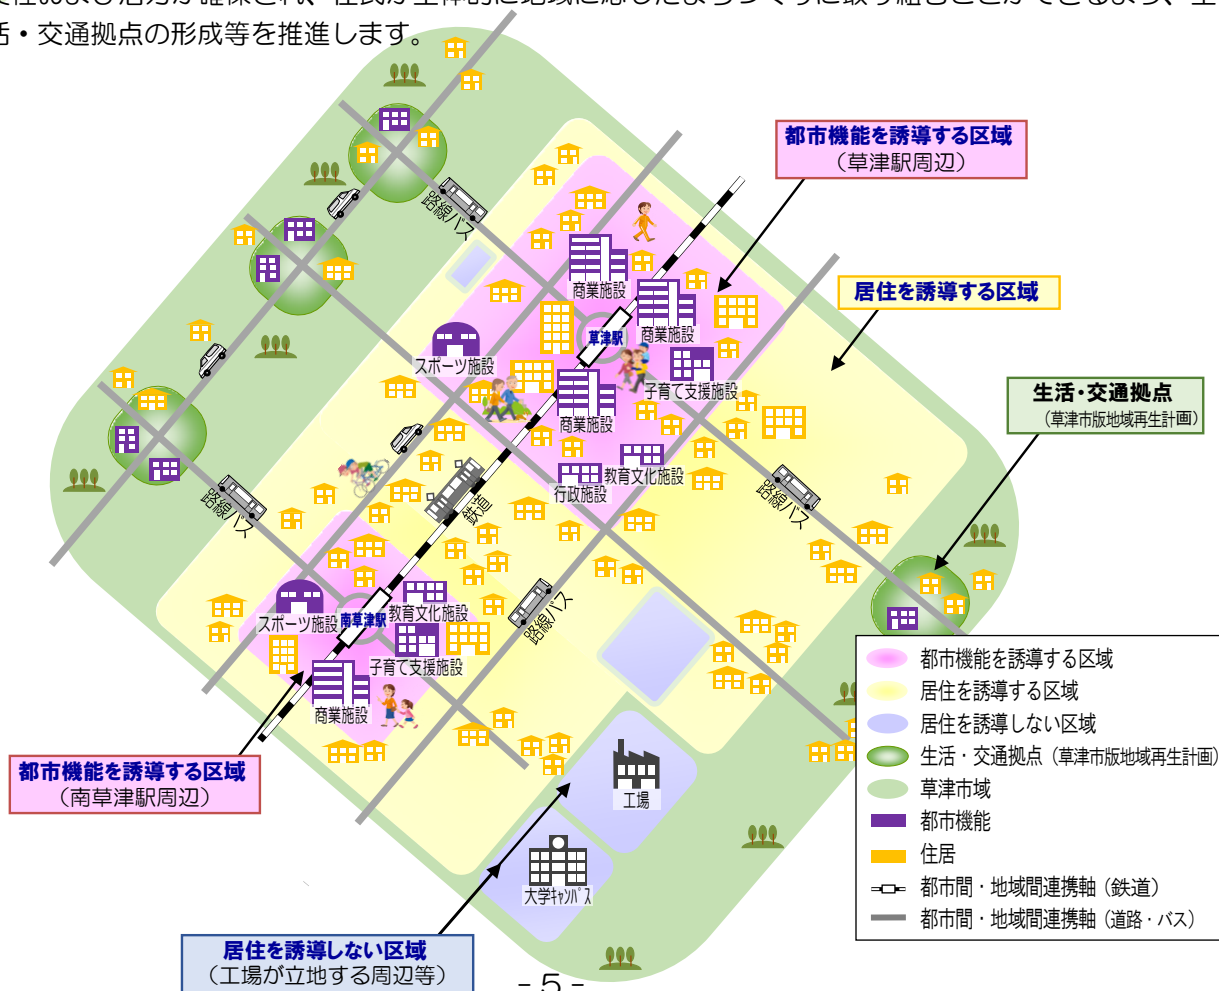 活・交通拠点の形成等を推進します。
都市機能を誘導する区域
（草津駅周辺）
路線バス
居住を誘導する区域
商業施設
商業施設
草津駅
スポーツ施設
子育て支援施設
生活・交通拠点
（草津市版地域再生計画）
商業施設
教育文化施設
行政施設
路線バス
路線バス
鉄道
路線バス
スポーツ施設
南草津駅
教育文化施設
子育て支援施設
商業施設
都市機能を誘導する区域
（南草津駅周辺）
工場
大学ｷｬﾝﾊﾟｽ
居住を誘導しない区域
（工場が立地する周辺等）
都市機能を誘導する区域
居住を誘導する区域
居住を誘導しない区域
生活・交通拠点（草津市版地域再生計画）
草津市域
都市機能
住居
都市間・地域間連携軸（鉄道）
都市間・地域間連携軸（道路・バス）
- 5 -